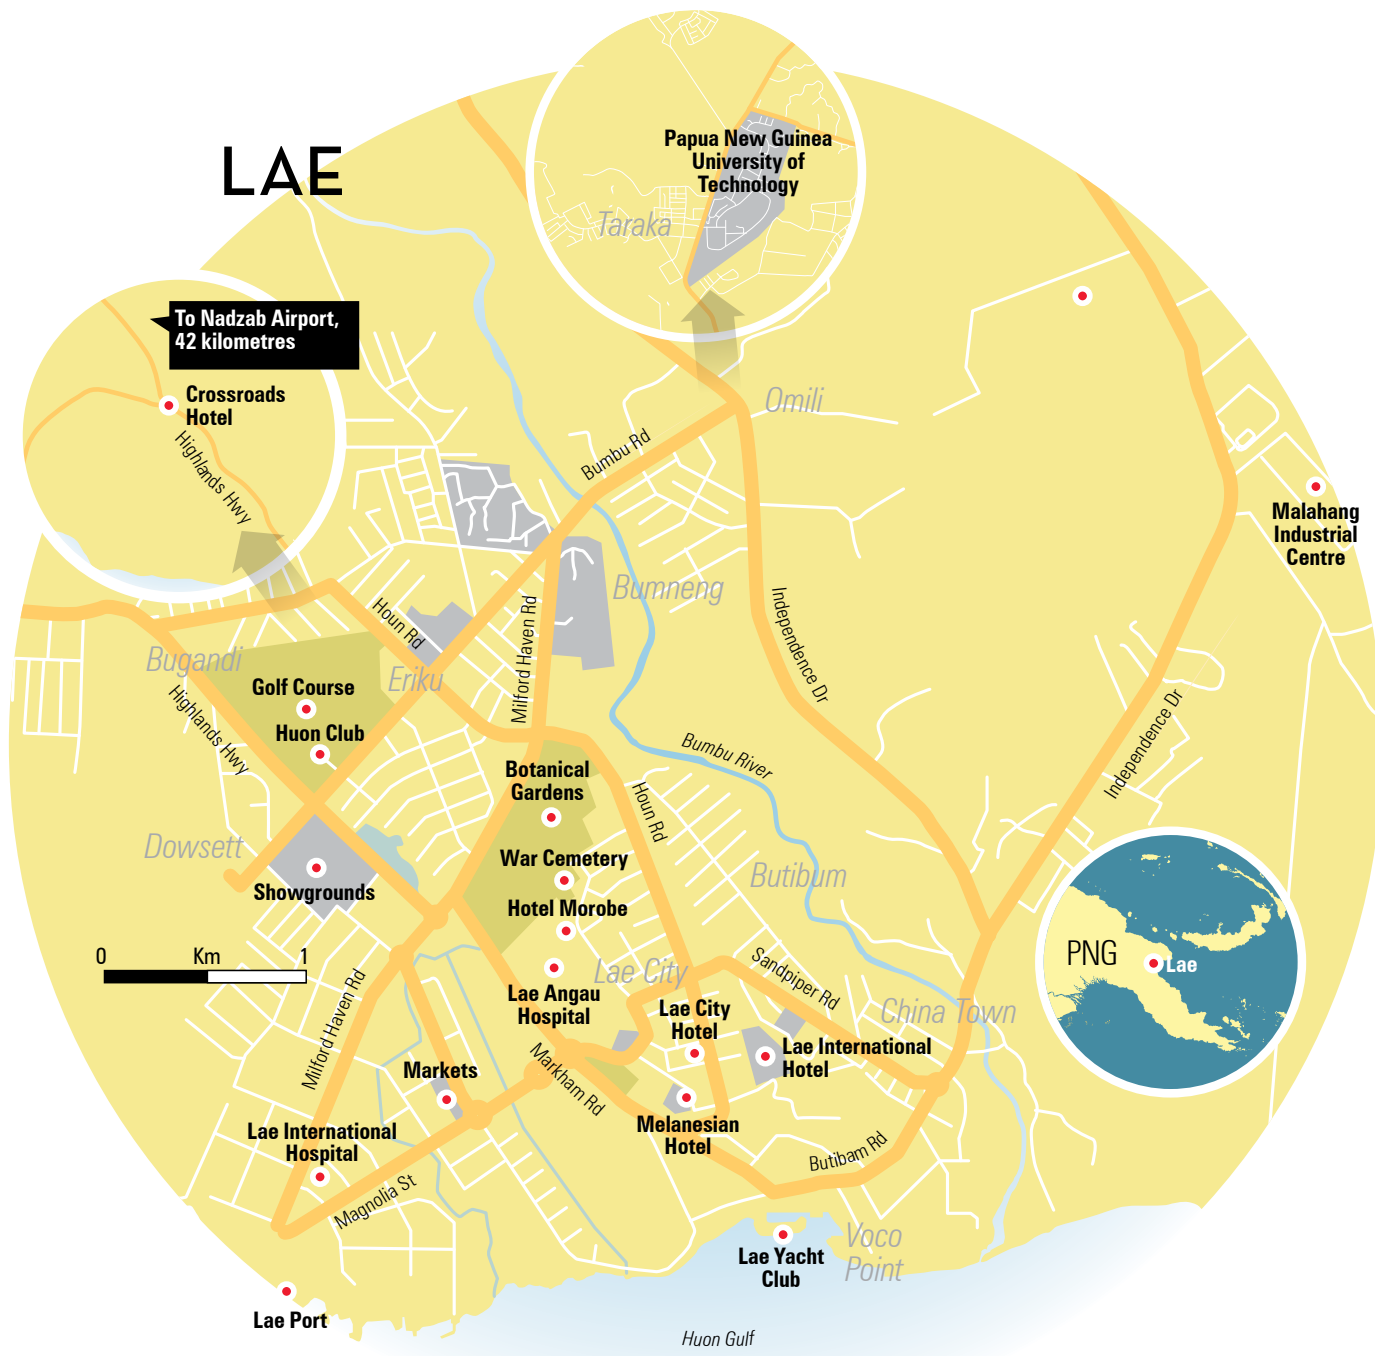 LAE
Papua New Guinea
University of
Technology
Taraka
To Nadzab Airport,
42 kilometres
Crossroads
Hotel
Highlands Hwy
Omili
Bumbu Rd
Malahang
Industrial
Centre
Bumneng
Houn Rd
Milford Haven Rd
Independence Dr
Bugandi
Eriku
Golf Course
Huon Club
Highlands Hwy
Independence Dr
Bumbu River
Botanical
Gardens
Houn Rd
Dowsett
War Cemetery
Butibum
Showgrounds
Hotel Morobe
PNG
Lae
0 Km 1
Lae City
Sandpiper Rd
Lae Angau
Hospital
Milford Haven Rd
Lae City
Hotel
China Town
Lae International
Hotel
Markets
Markham Rd
Melanesian
Hotel
Lae International
Hospital
Butibam Rd
Magnolia St
Voco
Point
Lae Yacht
Club
Lae Port
Huon Gulf